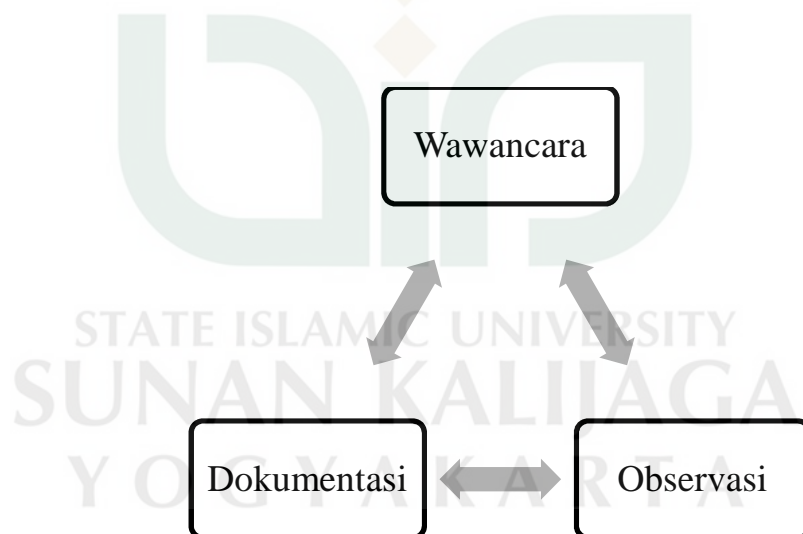 Wawancara
STATE ISLAMIC UNIVERSITY
SUNAN KALIJAGA
YOGYAKARTA
Dokumentasi
Observasi